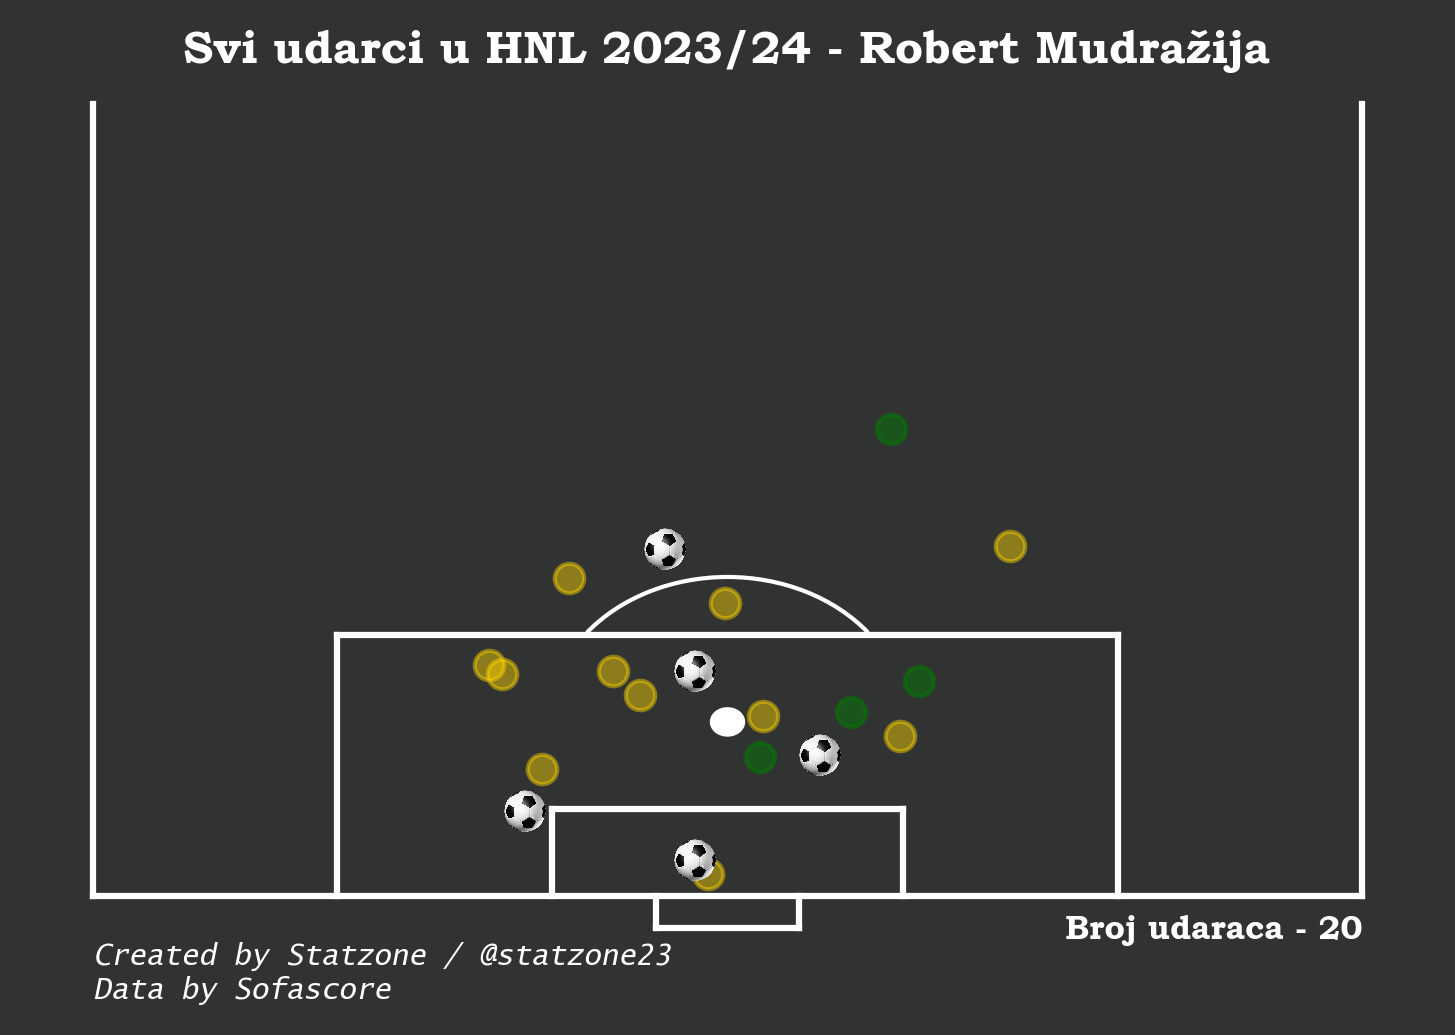 Svi udarci u HNL 2023/24 - Robert Mudražija
Broj udaraca - 20
Created by Statzone / @statzone23
Data by Sofascore